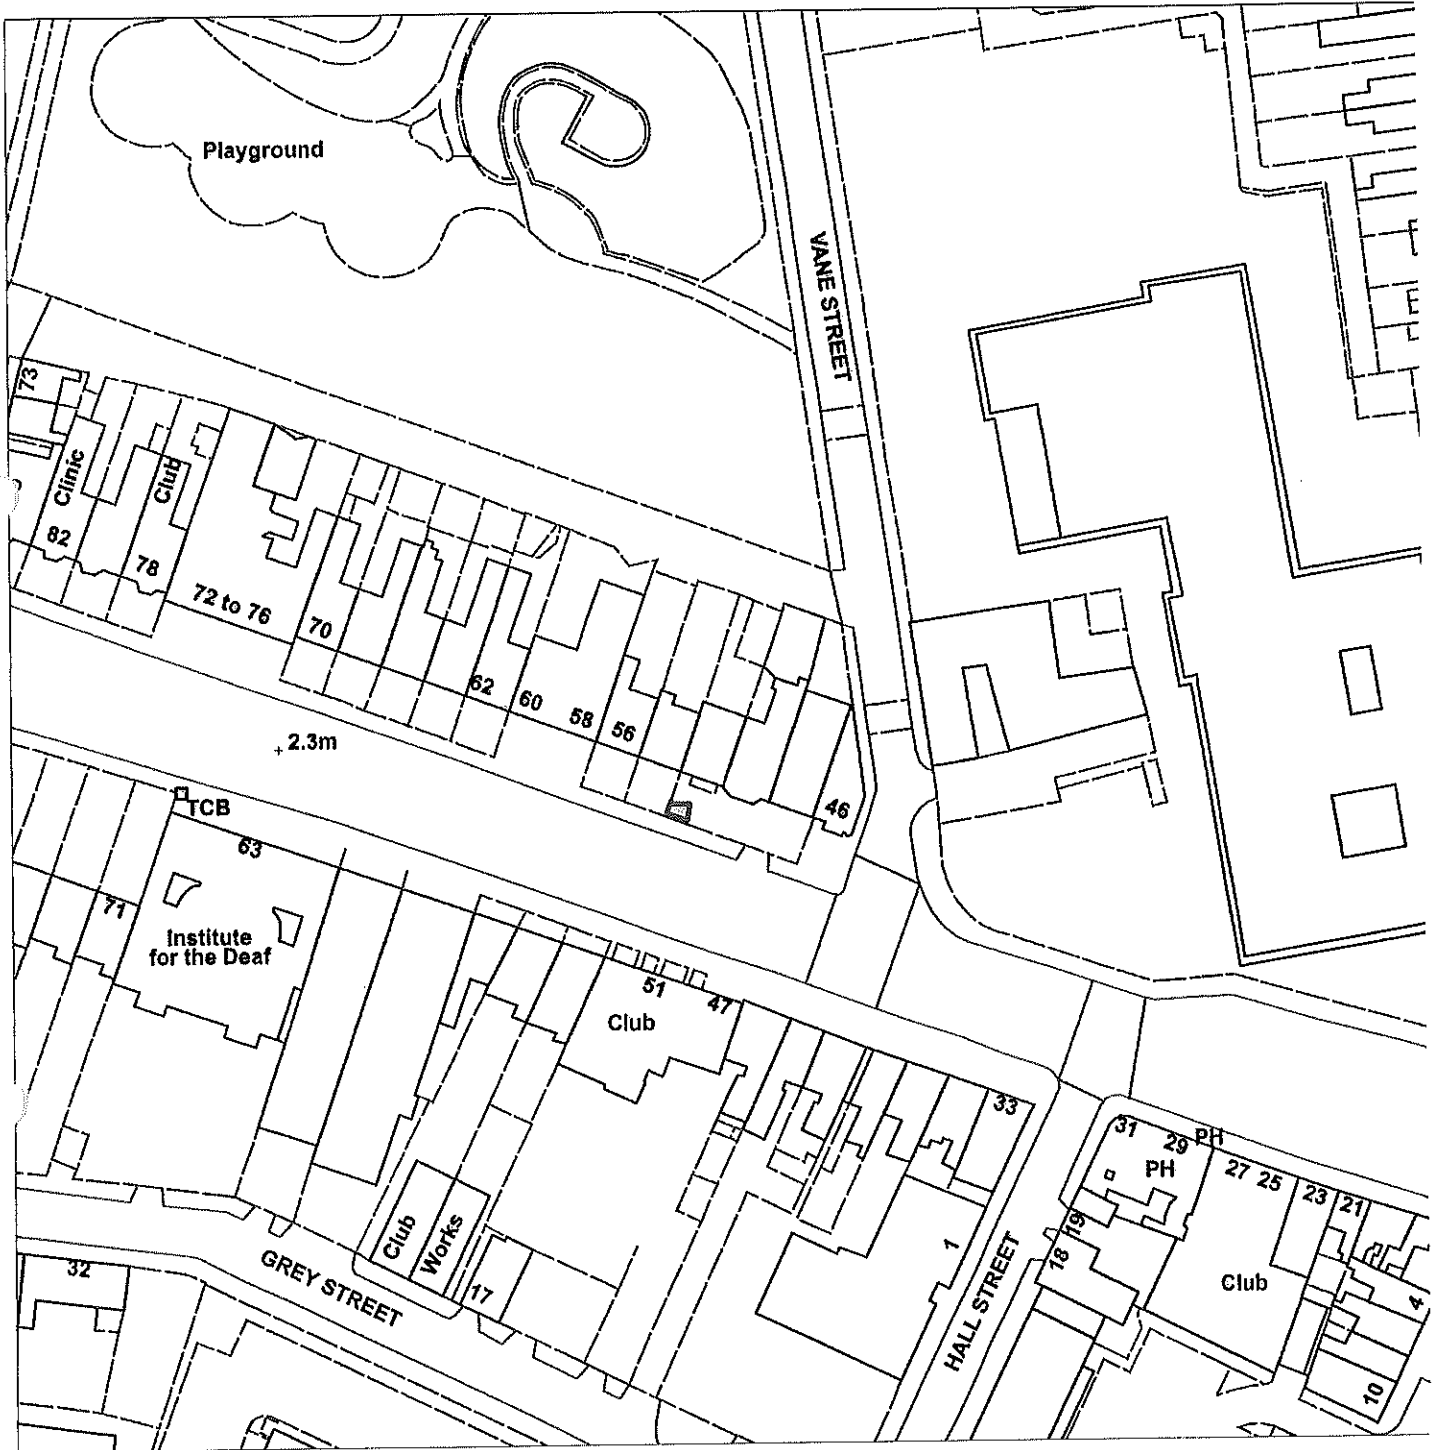 Playground
VANE STREET
73
Clinic
Club
82
78
72 to 76
70
62
60
58
56
46
2.3m
TCB
63
71
Institute
for the Deaf
51
47
Club
33
31
29
PH
PH
27
25
23
21
19
18
1
Club
Works
17
32
GREY STREET
HALL STREET
Club
4
10